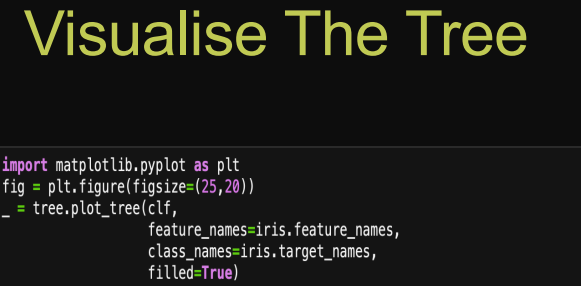 Visualise The Tree
import matplotlib.pyplot as plt
fig = plt.figure(figsize=(25,20))
_ = tree.plot_tree(clf,
                   feature_names=iris.feature_names,
                   class_names=iris.target_names,
                   filled=True)